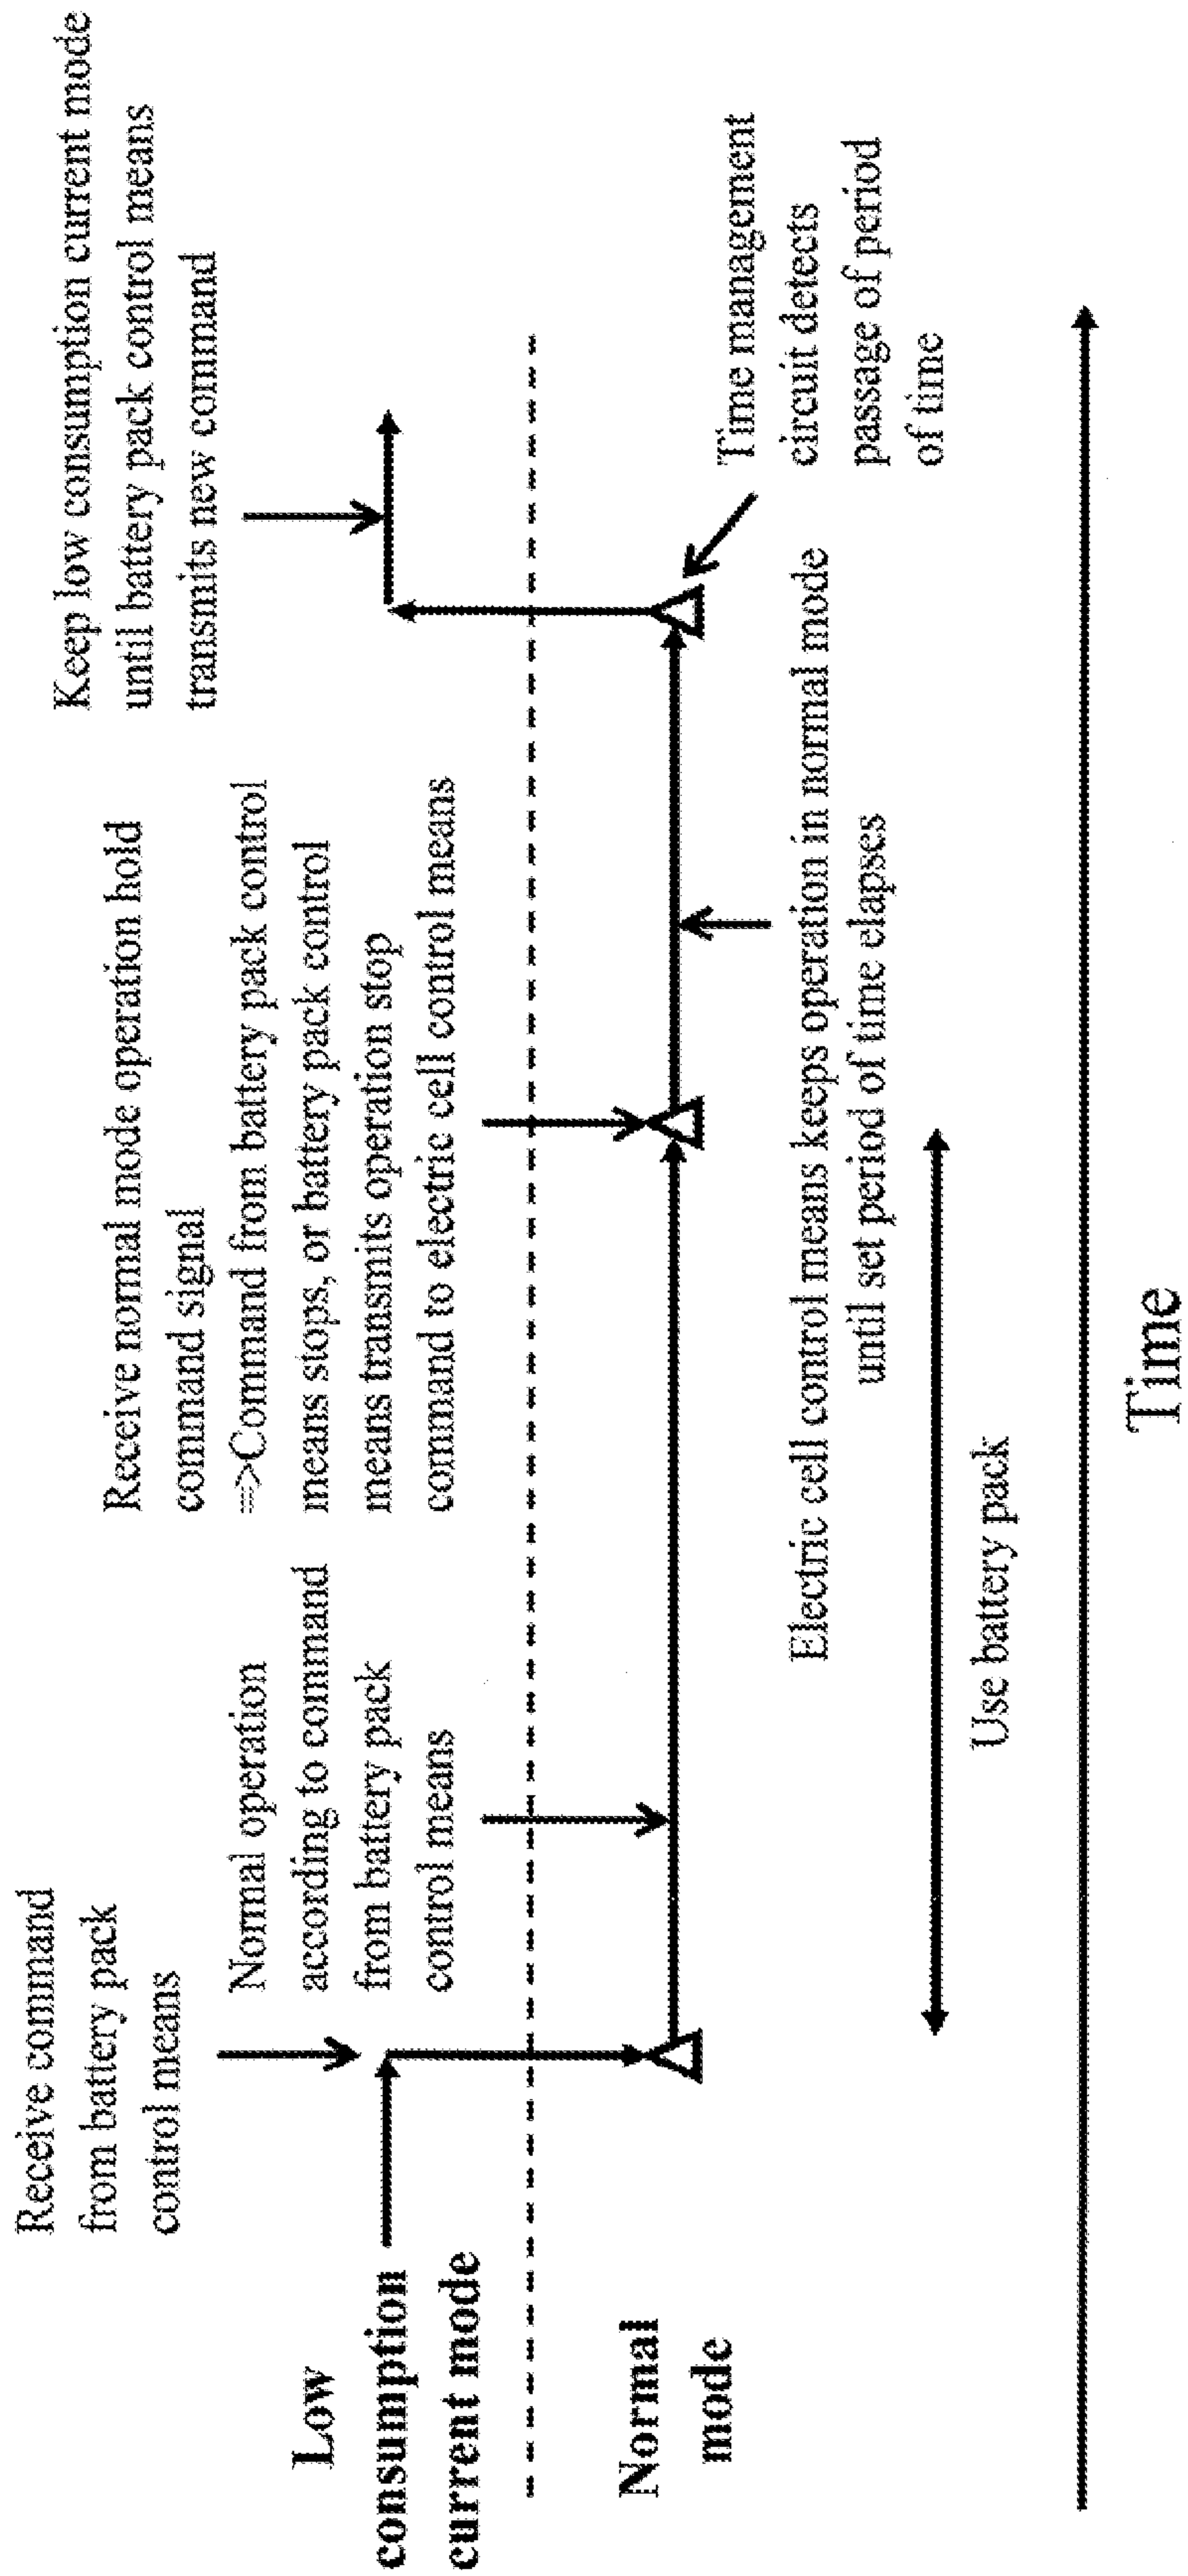 Receive command
from battery pack
control means
Normal operation
according to command
from battery pack
control means
Receive normal mode operation hold
command signal
=>Command from battery pack control
means stops, or battery pack control
means transmits operation stop
command to electric cell control means
Keep low consumption current mode
until battery pack control means
transmits new command
Low
consumption
current mode
Normal
mode
Electric cell control means keeps operation in normal mode
until set period of time elapses
Time management
circuit detects
passage of period
of time
Use battery pack
Time